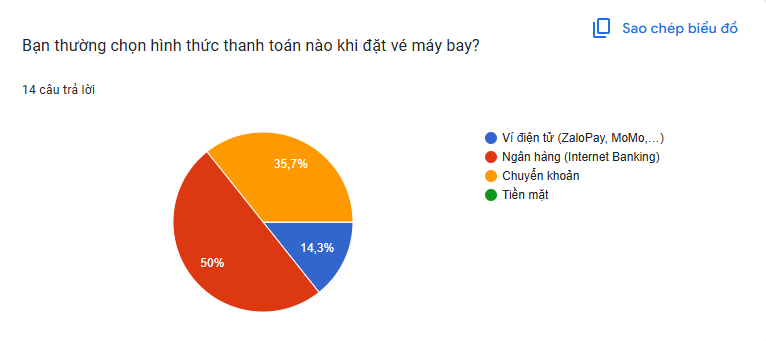 Sao chép biểu đồ
Bạn thường chọn hình thức thanh toán nào khi đặt vé máy bay?
14 câu trả lời
Ví điện tử (ZaloPay, MoMo,...)
Ngân hàng (Internet Banking)
Chuyển khoản
Tiền mặt
35,7%
14,3%
50%